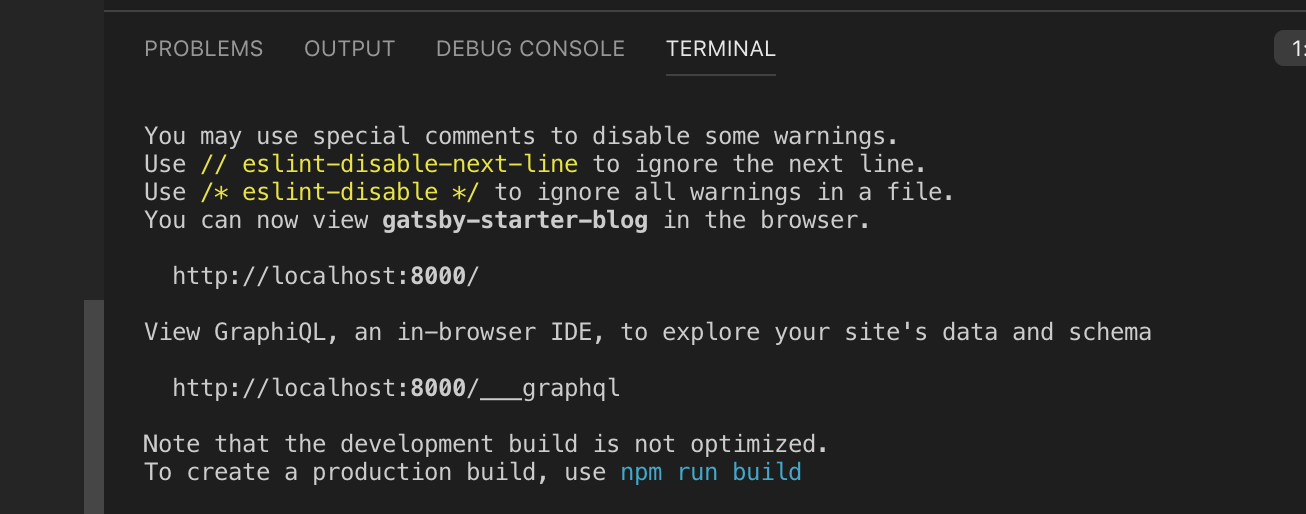 PROBLEMS OUTPUT DEBUG CONSOLE TERMINAL 1:
You may use special comments to disable some warnings.
Use // eslint-disable-next-line to ignore the next line.
Use /* eslint-disable */ to ignore all warnings in a file.
You can now view gatsby-starter-blog in the browser.
http://localhost:8000/
View GraphiQL, an in-browser IDE, to explore your site's data and schema
http://localhost:8000/___graphql
Note that the development build is not optimized.
To create a production build, use npm run build